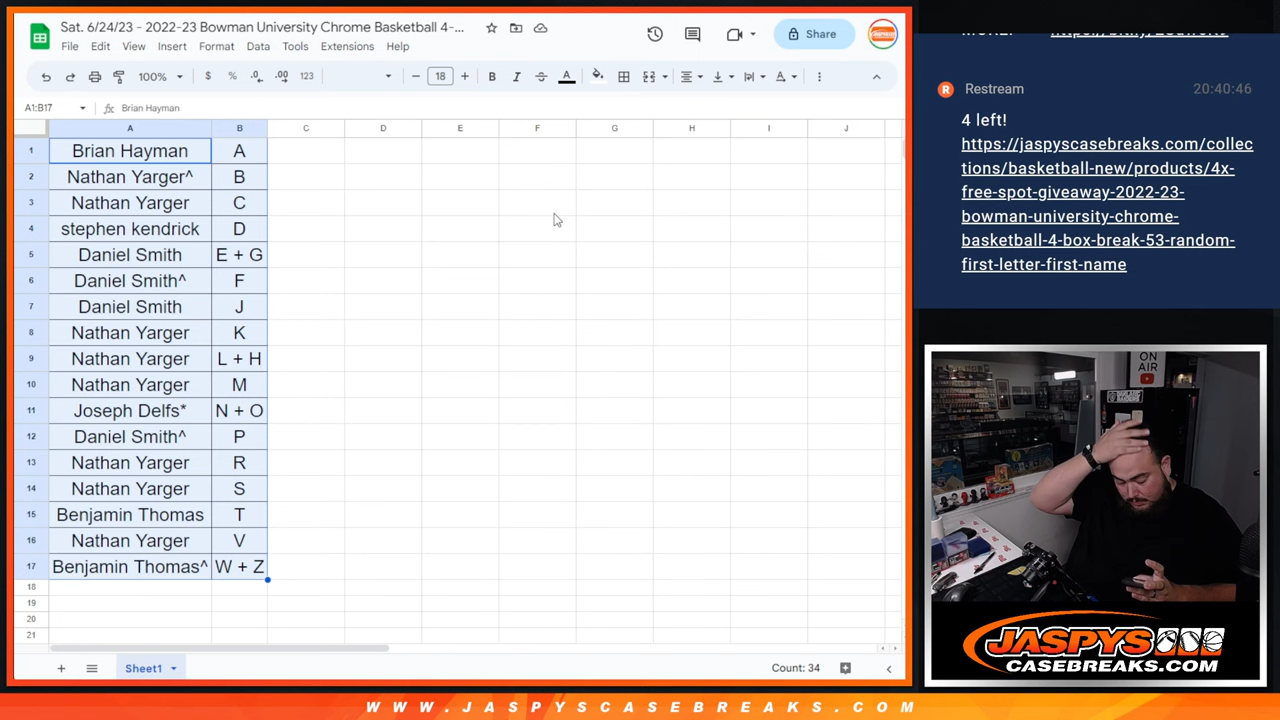 Sat. 6/24/23 - 2022-23 Bowman University Chrome Basketball 4-...
File Edit View Insert Format Data Tools Extensions Help
Share
100% $ % .0 .00 123 18 B I A
A1:B17 fx Brian Hayman
A B C D E F G H I J
1 Brian Hayman A
2 Nathan Yarger^ B
3 Nathan Yarger C
4 stephen kendrick D
5 Daniel Smith E + G
6 Daniel Smith^ F
7 Daniel Smith J
8 Nathan Yarger K
9 Nathan Yarger L + H
10 Nathan Yarger M
11 Joseph Delfs* N + O
12 Daniel Smith^ P
13 Nathan Yarger R
14 Nathan Yarger S
15 Benjamin Thomas T
16 Nathan Yarger V
17 Benjamin Thomas^ W + Z
18
19
20
21
Sheet1
Count: 34
R Restream 20:40:46
4 left!
https://jaspyscasebreaks.com/collec
tions/basketball-new/products/4x-
free-spot-giveaway-2022-23-
bowman-university-chrome-
basketball-4-box-break-53-random-
first-letter-first-name
ON
AIR
JASPYS
CASEBREAKS.COM
WWW.JASPYSCASEBREAKS.COM